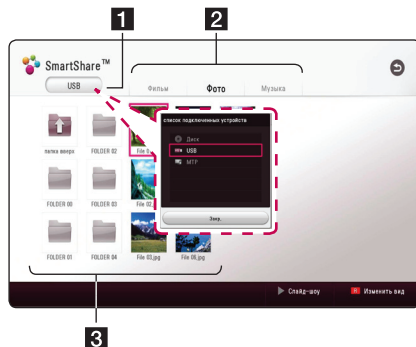 1
2
SmartShare™
USB
Фильм
Фото
Музыка
папка вверх
FOLDER 02
File 0
список подключенных устройств
Диск
USB
MTP
Закр.
FOLDER 00
FOLDER 03
File 02.
FOLDER 01
FOLDER 04
File 03.jpg
File 06.jpg
Слайд-шоу
R Изменить вид
3